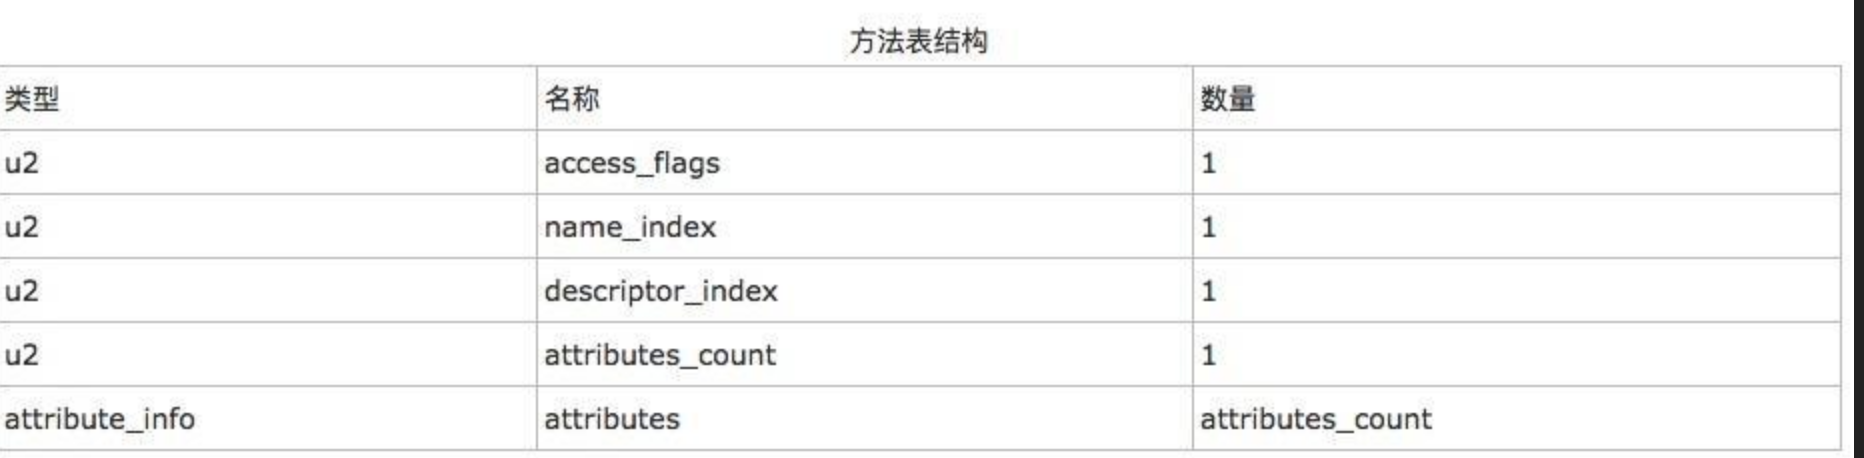 方法表结构
类型 名称 数量
u2 access_flags 1
u2 name_index 1
u2 descriptor_index 1
u2 attributes_count 1
attribute_info attributes attributes_count